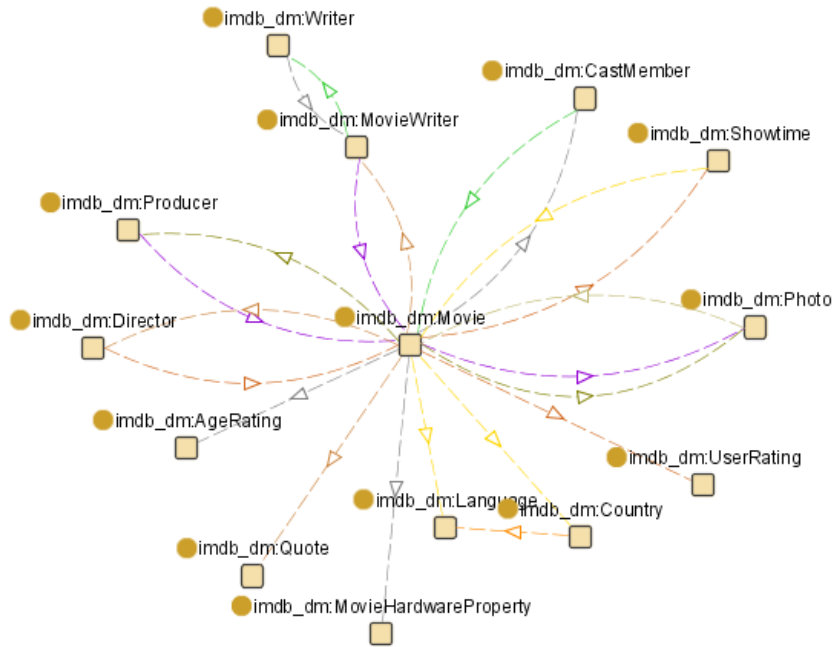 imdb_dm:Writer
imdb_dm:CastMember
imdb_dm:MovieWriter
imdb_dm:Showtime
imdb_dm:Producer
imdb_dm:Photo
imdb_dm:Movie
imdb_dm:Director
imdb_dm:AgeRating
imdb_dm:UserRating
imdb_dm:Language
imdb_dm:Country
imdb_dm:Quote
imdb_dm:MovieHardwareProperty